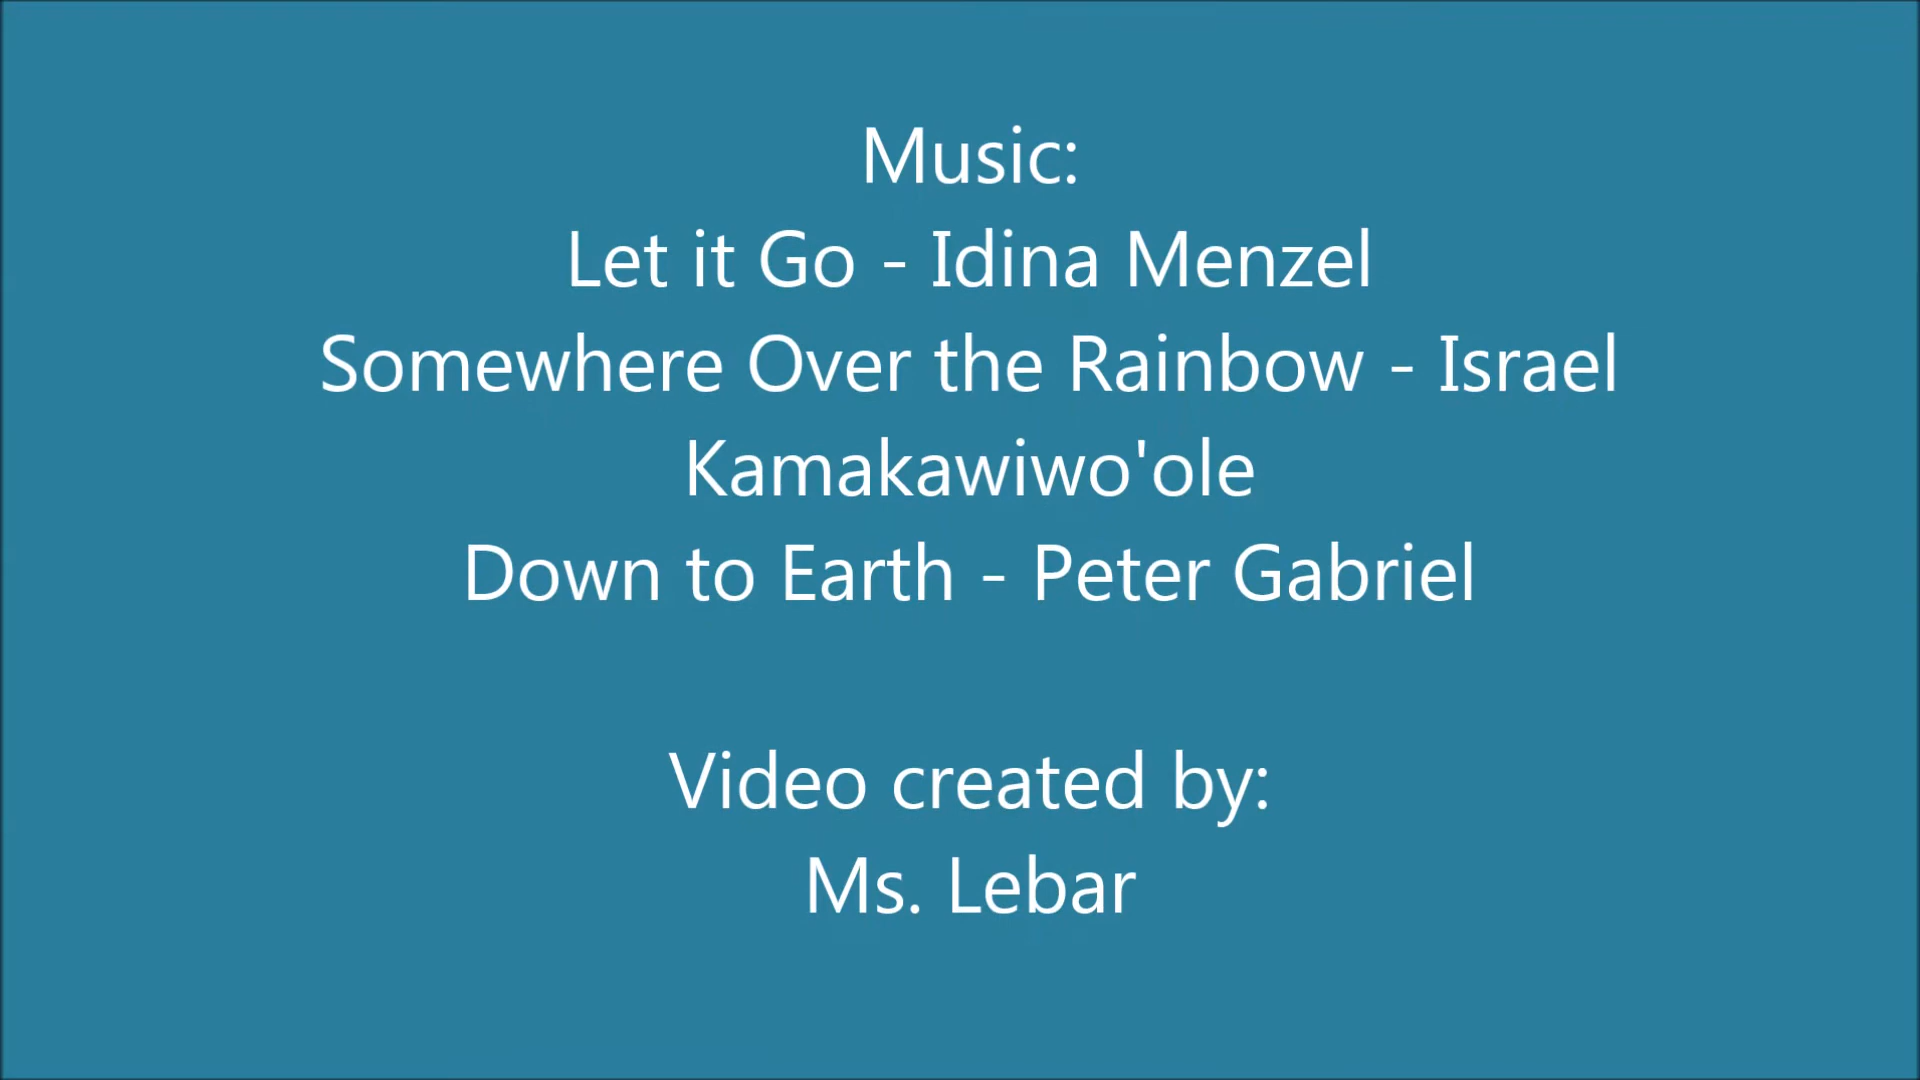 Music:
Let it Go - Idina Menzel
Somewhere Over the Rainbow - Israel
Kamakawiwo'ole
Down to Earth - Peter Gabriel
Video created by:
Ms. Lebar